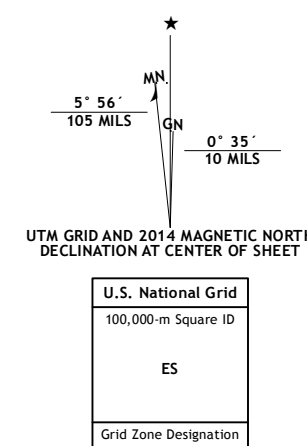 ★
MN.
5° 56´
105 MILS
GN
0° 35´
10 MILS
UTM GRID AND 2014 MAGNETIC NORTH
DECLINATION AT CENTER OF SHEET
U.S. National Grid
100,000-m Square ID
ES
Grid Zone Designation